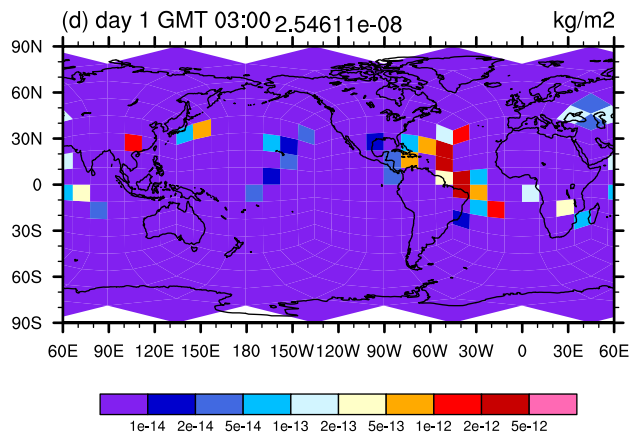 (d) day 1 GMT 03:00 2.54611e-08 kg/m2
90N
60N
30N
0
30S
60S
90S
60E 90E 120E 150E 180 150W 120W 90W 60W 30W 0 30E 60E
1e-14 2e-14 5e-14 1e-13 2e-13 5e-13 1e-12 2e-12 5e-12